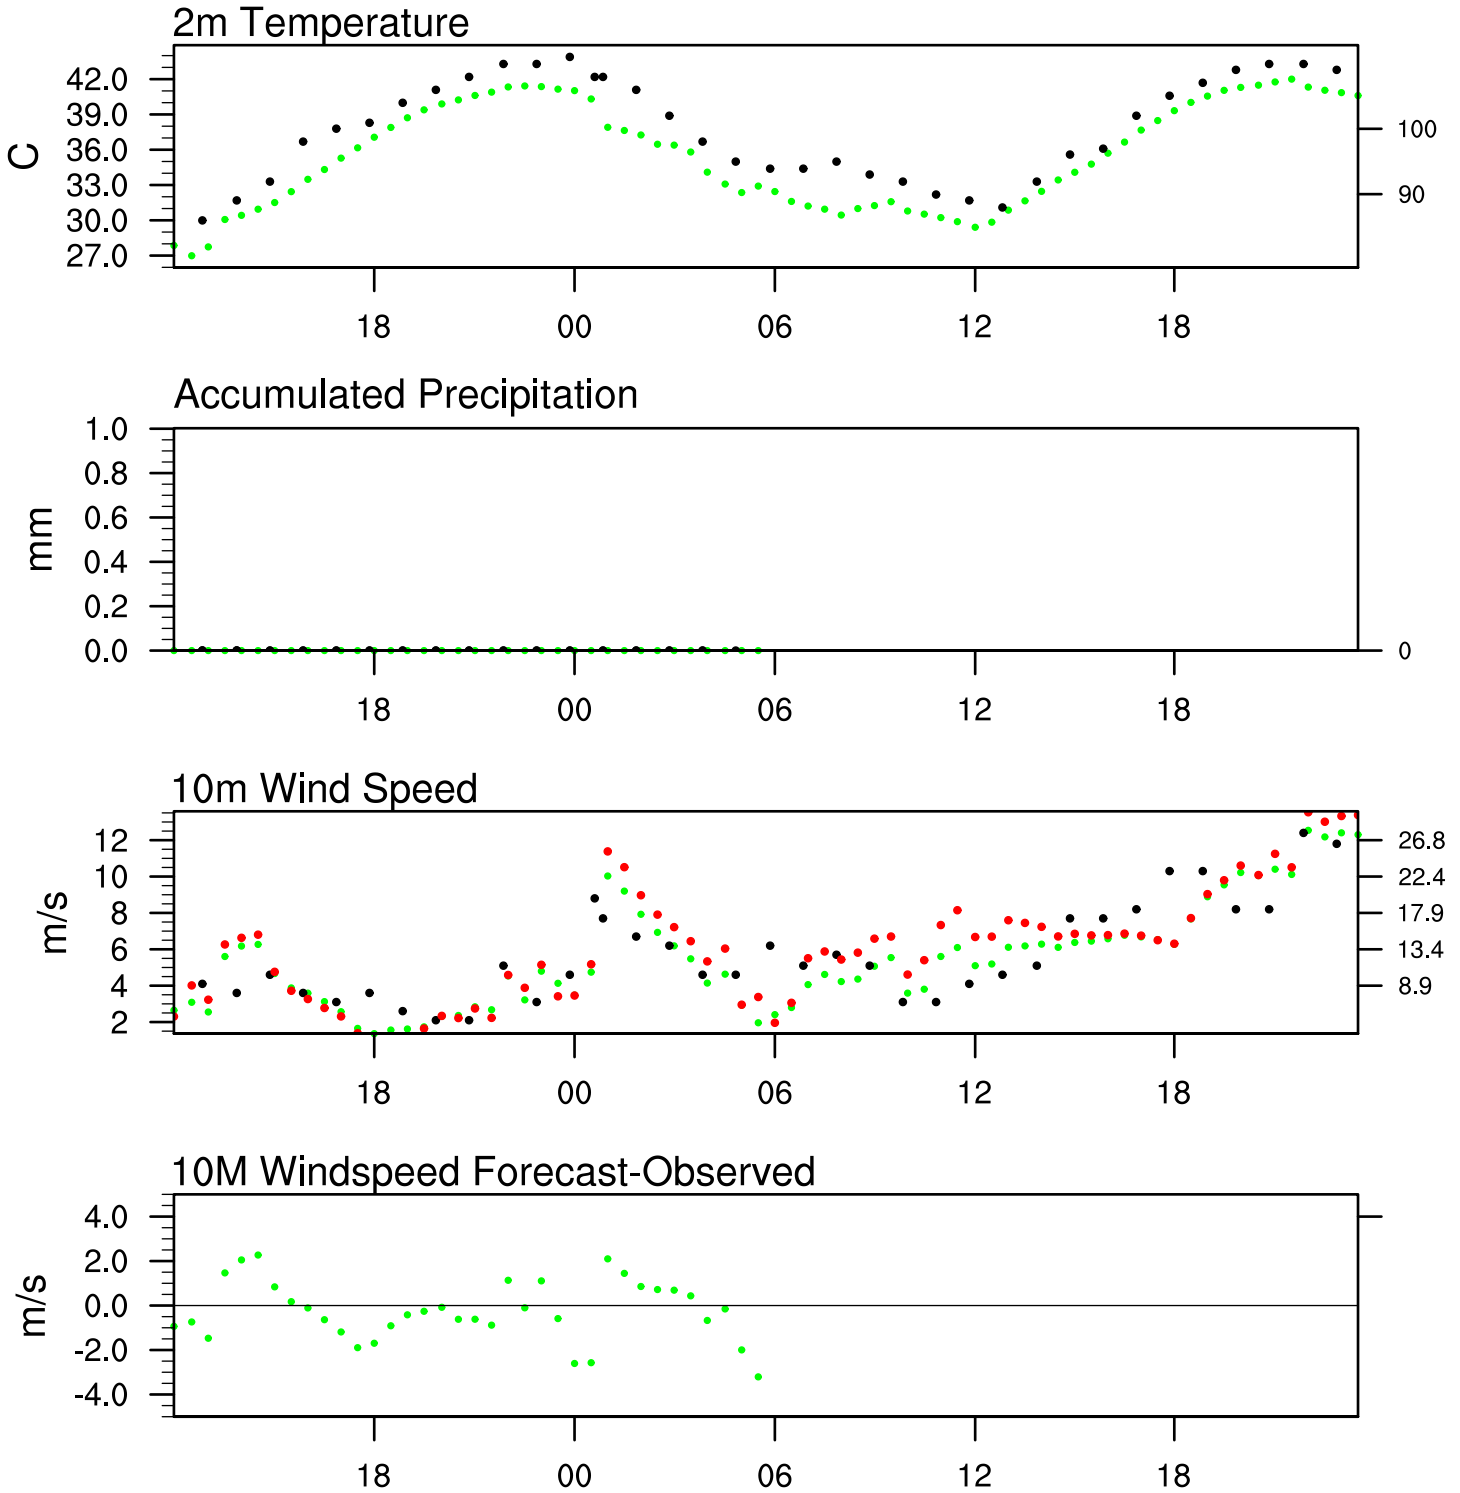 2m Temperature
42.0
39.0
36.0
33.0
30.0
27.0
C
100
90
18 00 06 12 18
Accumulated Precipitation
1.0
0.8
0.6
0.4
0.2
0.0
mm
0
18 00 06 12 18
10m Wind Speed
12
10
8
6
4
2
m/s
26.8
22.4
17.9
13.4
8.9
18 00 06 12 18
10M Windspeed Forecast-Observed
4.0
2.0
0.0
-2.0
-4.0
m/s
18 00 06 12 18